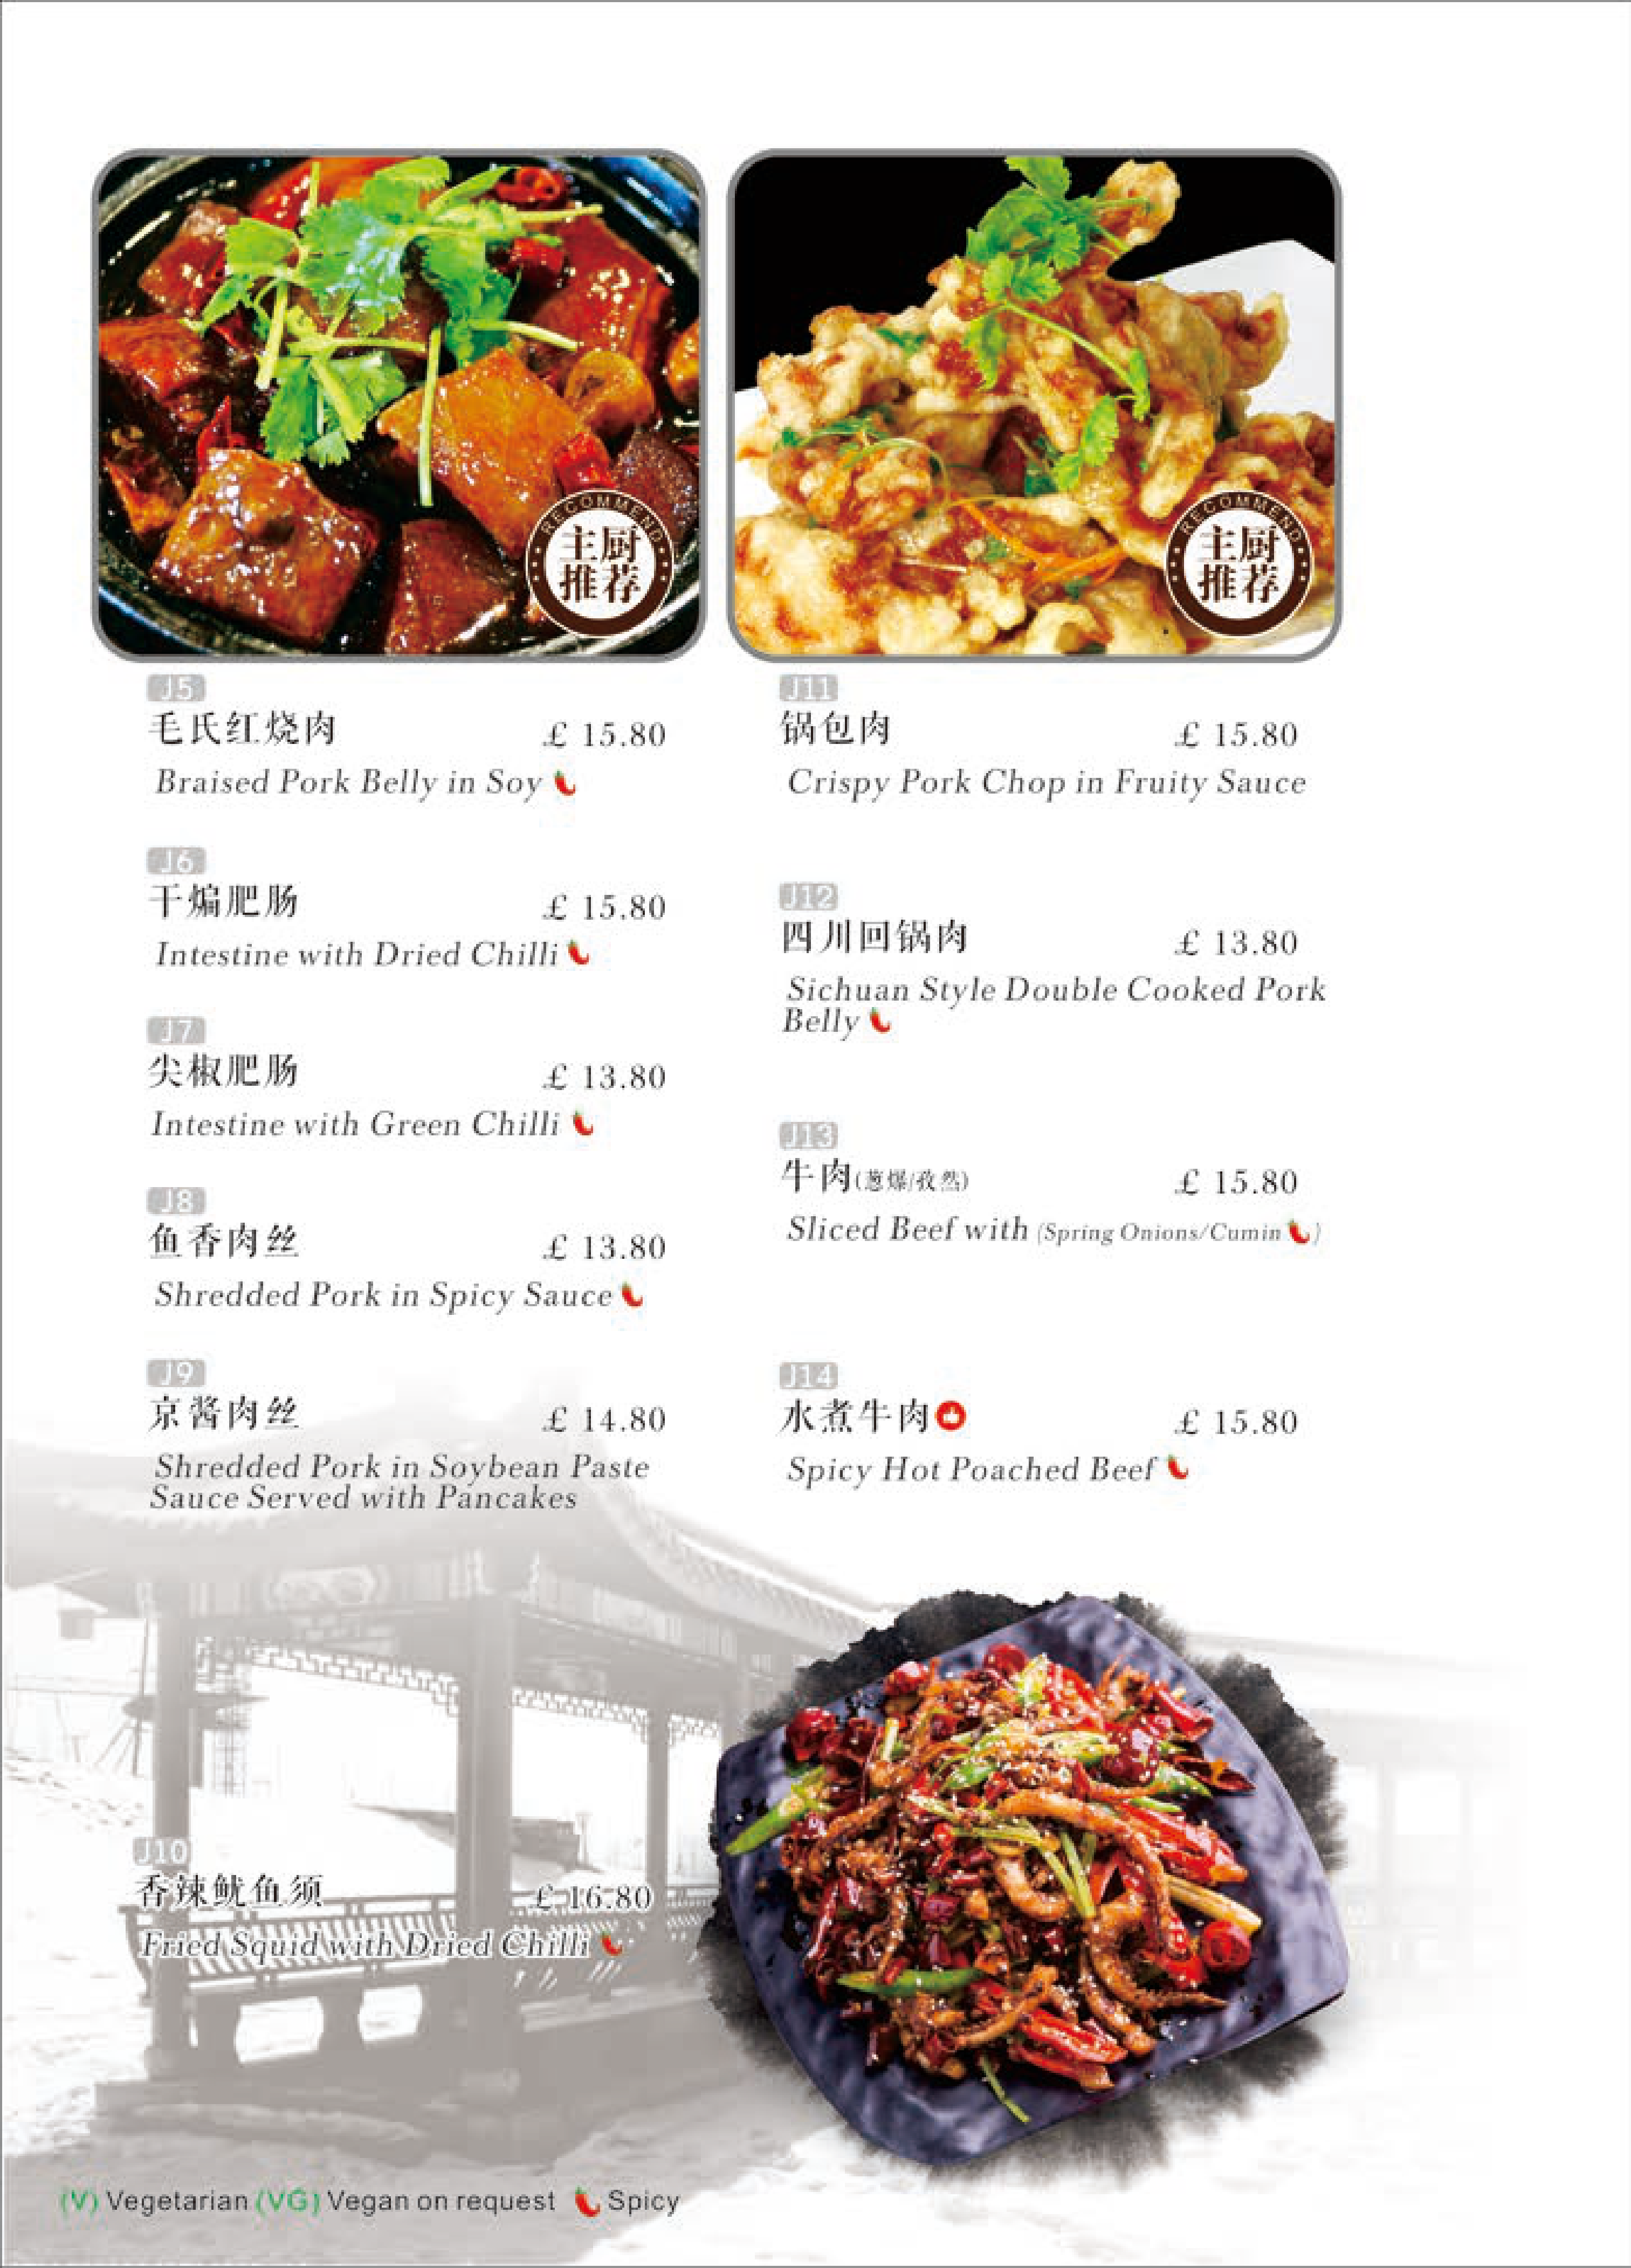 RECOMMEND
主厨
推荐
RECOMMEND
主厨
推荐
J5
毛氏红烧肉 £ 15.80
Braised Pork Belly in Soy
J6
干煸肥肠 £ 15.80
Intestine with Dried Chilli
J7
尖椒肥肠 £ 13.80
Intestine with Green Chilli
J8
鱼香肉丝 £ 13.80
Shredded Pork in Spicy Sauce
J9
京酱肉丝 £ 14.80
Shredded Pork in Soybean Paste
Sauce Served with Pancakes
J10
香辣鱿鱼须 £ 16.80
Fried Squid with Dried Chilli
J11
锅包肉 £ 15.80
Crispy Pork Chop in Fruity Sauce
J12
四川回锅肉 £ 13.80
Sichuan Style Double Cooked Pork
Belly
J13
牛肉(葱爆/孜然) £ 15.80
Sliced Beef with (Spring Onions/Cumin )
J14
水煮牛肉 £ 15.80
Spicy Hot Poached Beef
(V) Vegetarian (VG) Vegan on request Spicy